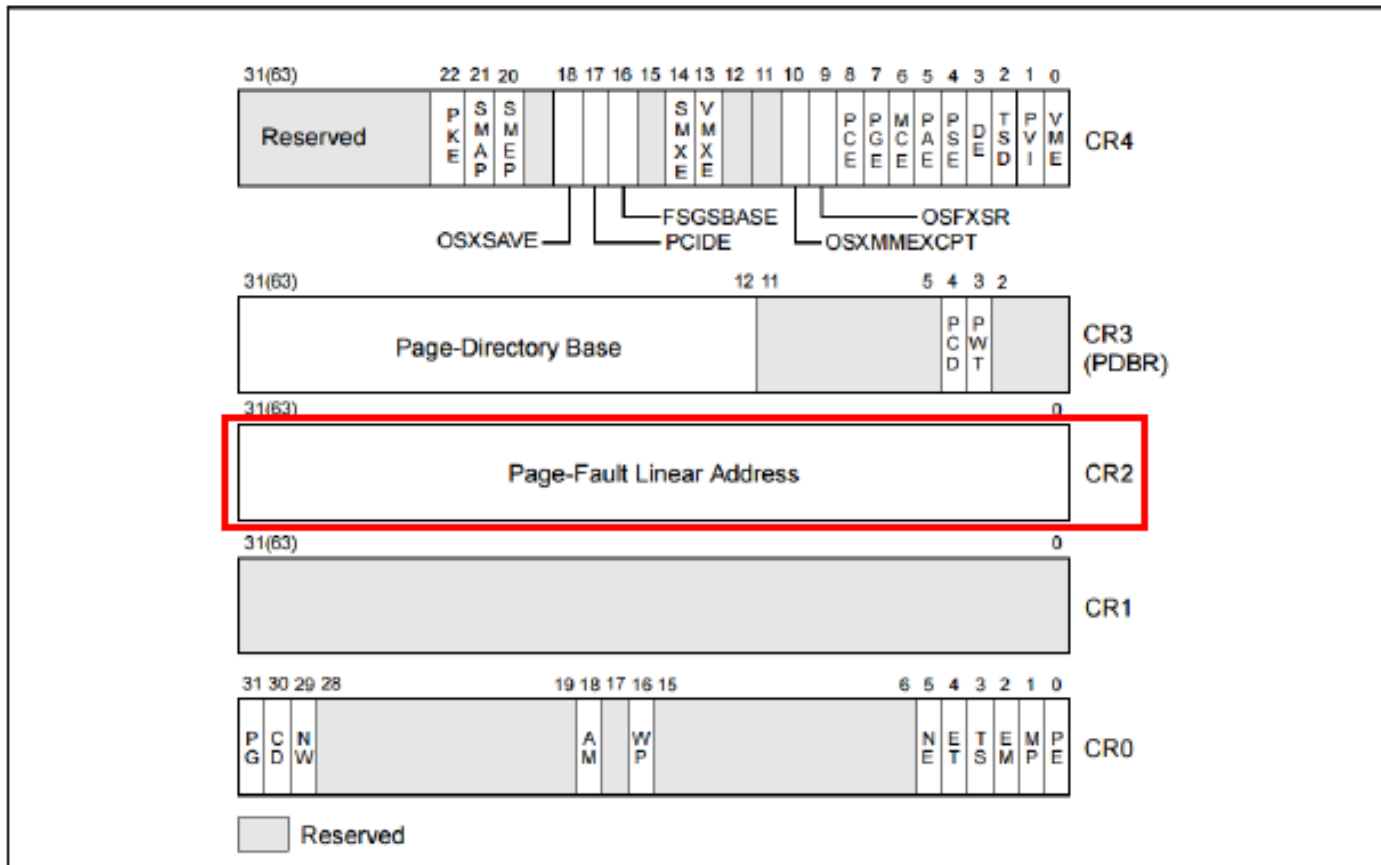 31(63) 22 21 20 18 17 16 15 14 13 12 11 10 9 8 7 6 5 4 3 2 1 0
Reserved PKE SMAP SMEP SMXE VMXE PCE PGE MCE PAE PSE DE TSD PVI VME CR4
FSGSBASE OSFXSR
OSXSAVE PCIDE OSXMMEXCPT
31(63) 12 11 5 4 3 2
Page-Directory Base PCD PWT CR3
(PDBR)
31(63) 0
Page-Fault Linear Address CR2
31(63) 0
CR1
31 30 29 28 19 18 17 16 15 6 5 4 3 2 1 0
PG CD NW AM WP NE ET TS EM MP PE CR0
Reserved